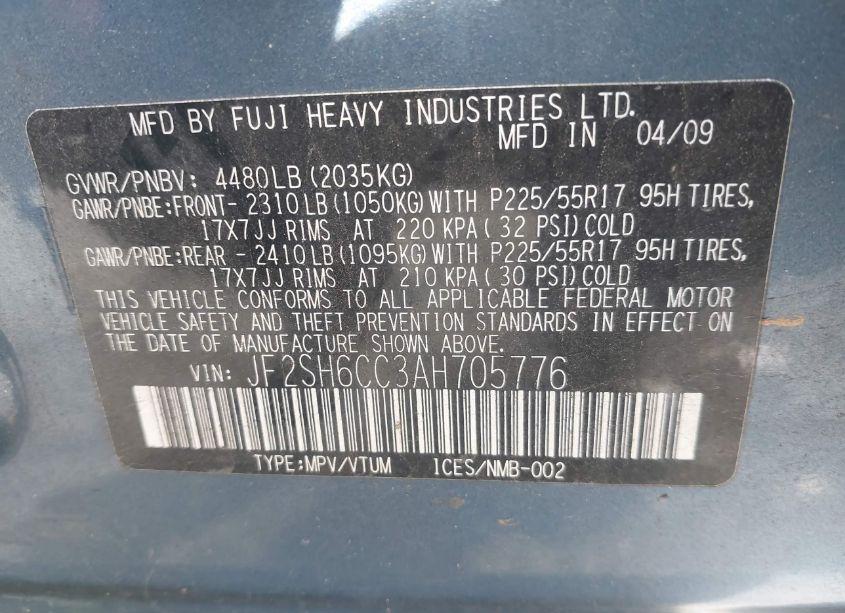 MFD BY FUJI HEAVY INDUSTRIES LTD.
MFD IN 04/09
GVWR/PNBV: 4480LB(2035KG)
GAWR/PNBE:FRONT- 2310LB(1050KG)WITH P225/55R17 95H TIRES,
17X7JJ RIMS AT 220 KPA( 32 PSI)COLD
GAWR/PNBE:REAR - 2410LB(1095KG)WITH P225/55R17 95H TIRES,
17X7JJ RIMS AT 210 KPA( 30 PSI)COLD
THIS VEHICLE CONFORMS TO ALL APPLICABLE FEDERAL MOTOR
VEHICLE SAFETY AND THEFT PREVENTION STANDARDS IN EFFECT ON
THE DATE OF MANUFACTURE SHOWN ABOVE.
VIN: JF2SH6CC3AH705776
TYPE:MPV/VTUM ICES/NMB-002